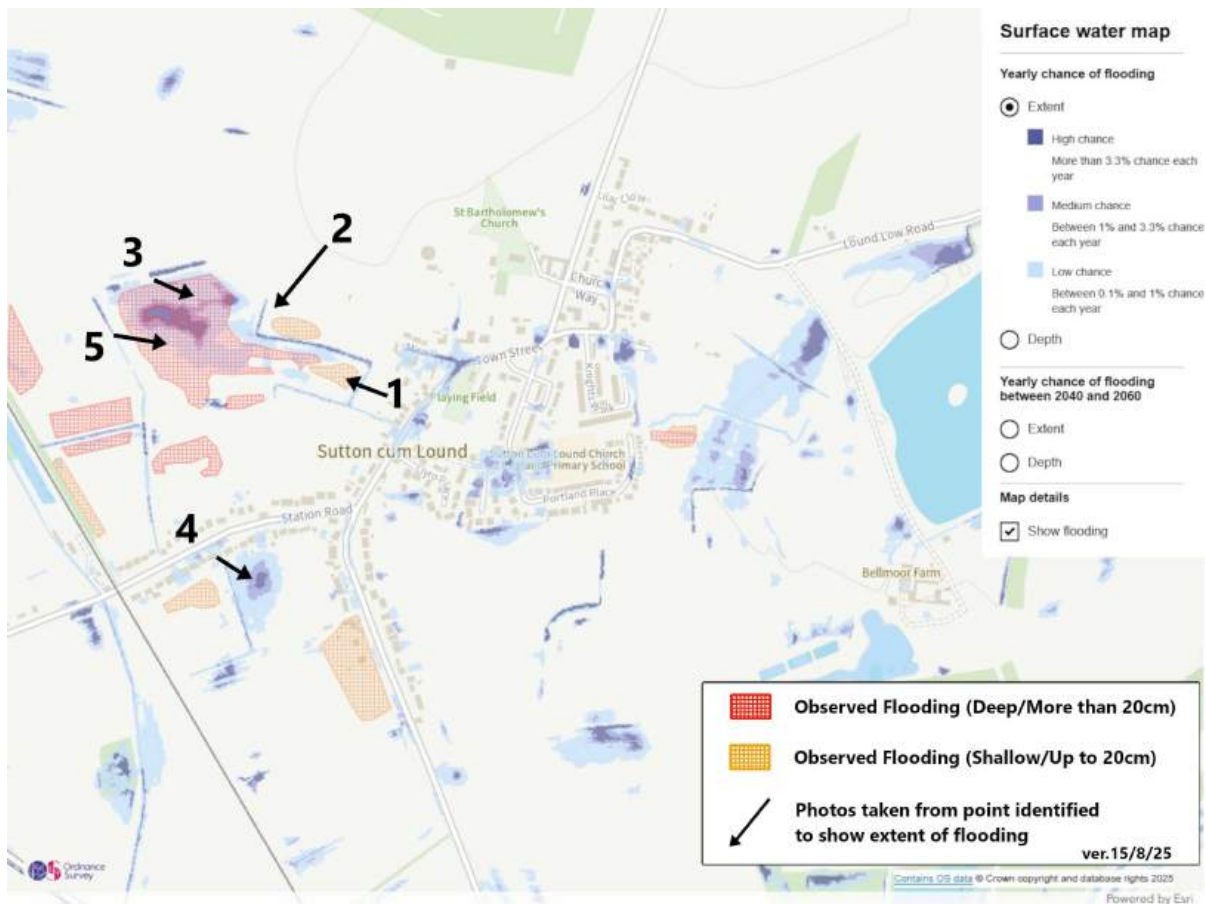 Surface water map
Yearly chance of flooding
Extent
High chance
More than 3.3% chance each
year
Medium chance
Between 1% and 3.3% chance
each year
Low chance
Between 0.1% and 1% chance
each year
Depth
Yearly chance of flooding
between 2040 and 2060
Extent
Depth
Map details
Show flooding
Lilac Close
St Bartholomew's
Church
Lound Low Road
Church
Way
2
3
5
1
Town Street
Playing Field
Sutton cum Lound
Primary School
Portland Place
Station Road
4
Bellmoor Farm
Observed Flooding (Deep/More than 20cm)
Observed Flooding (Shallow/Up to 20cm)
Photos taken from point identified
to show extent of flooding
ver.15/8/25
Ordnance
Survey
Contains OS data © Crown copyright and database rights 2025
Powered by Esri